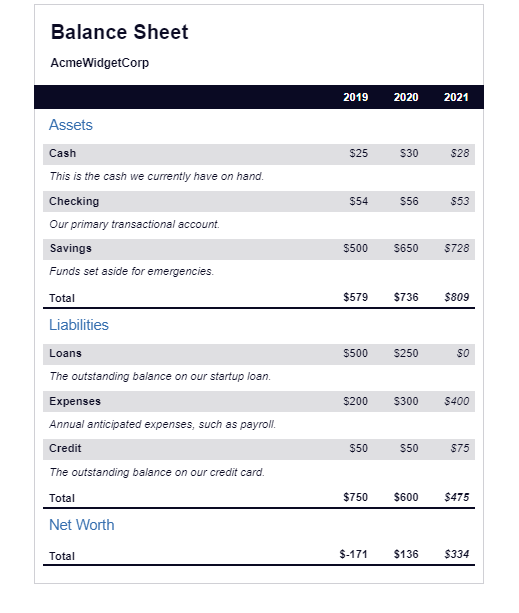 Balance Sheet
AcmeWidgetCorp
2019 2020 2021
Assets
Cash $25 $30 $28
This is the cash we currently have on hand.
Checking $54 $56 $53
Our primary transactional account.
Savings $500 $650 $728
Funds set aside for emergencies.
Total $579 $736 $809
Liabilities
Loans $500 $250 $0
The outstanding balance on our startup loan.
Expenses $200 $300 $400
Annual anticipated expenses, such as payroll.
Credit $50 $50 $75
The outstanding balance on our credit card.
Total $750 $600 $475
Net Worth
Total $-171 $136 $334